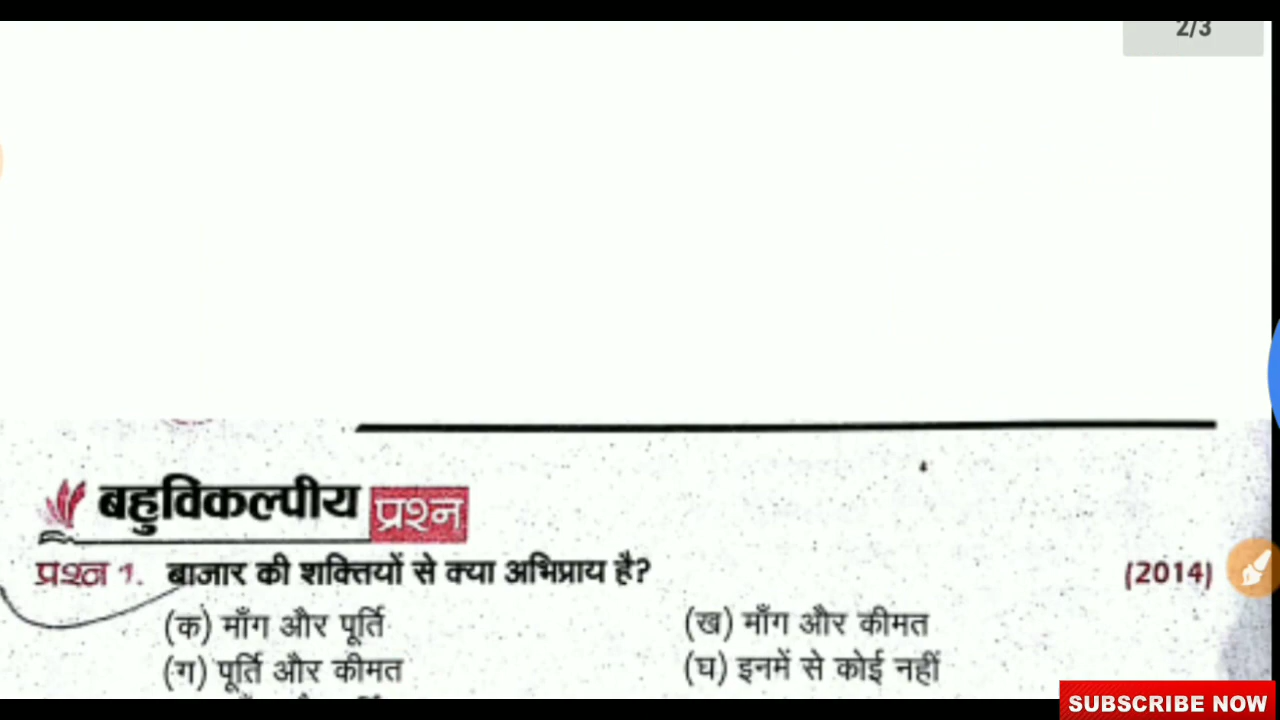 2/3
बहुविकल्पीय प्रश्न
प्रश्न 1. बाजार की शक्तियों से क्या अभिप्राय है? (2014)
(क) माँग और पूर्ति (ख) माँग और कीमत
(ग) पूर्ति और कीमत (घ) इनमें से कोई नहीं
SUBSCRIBE NOW